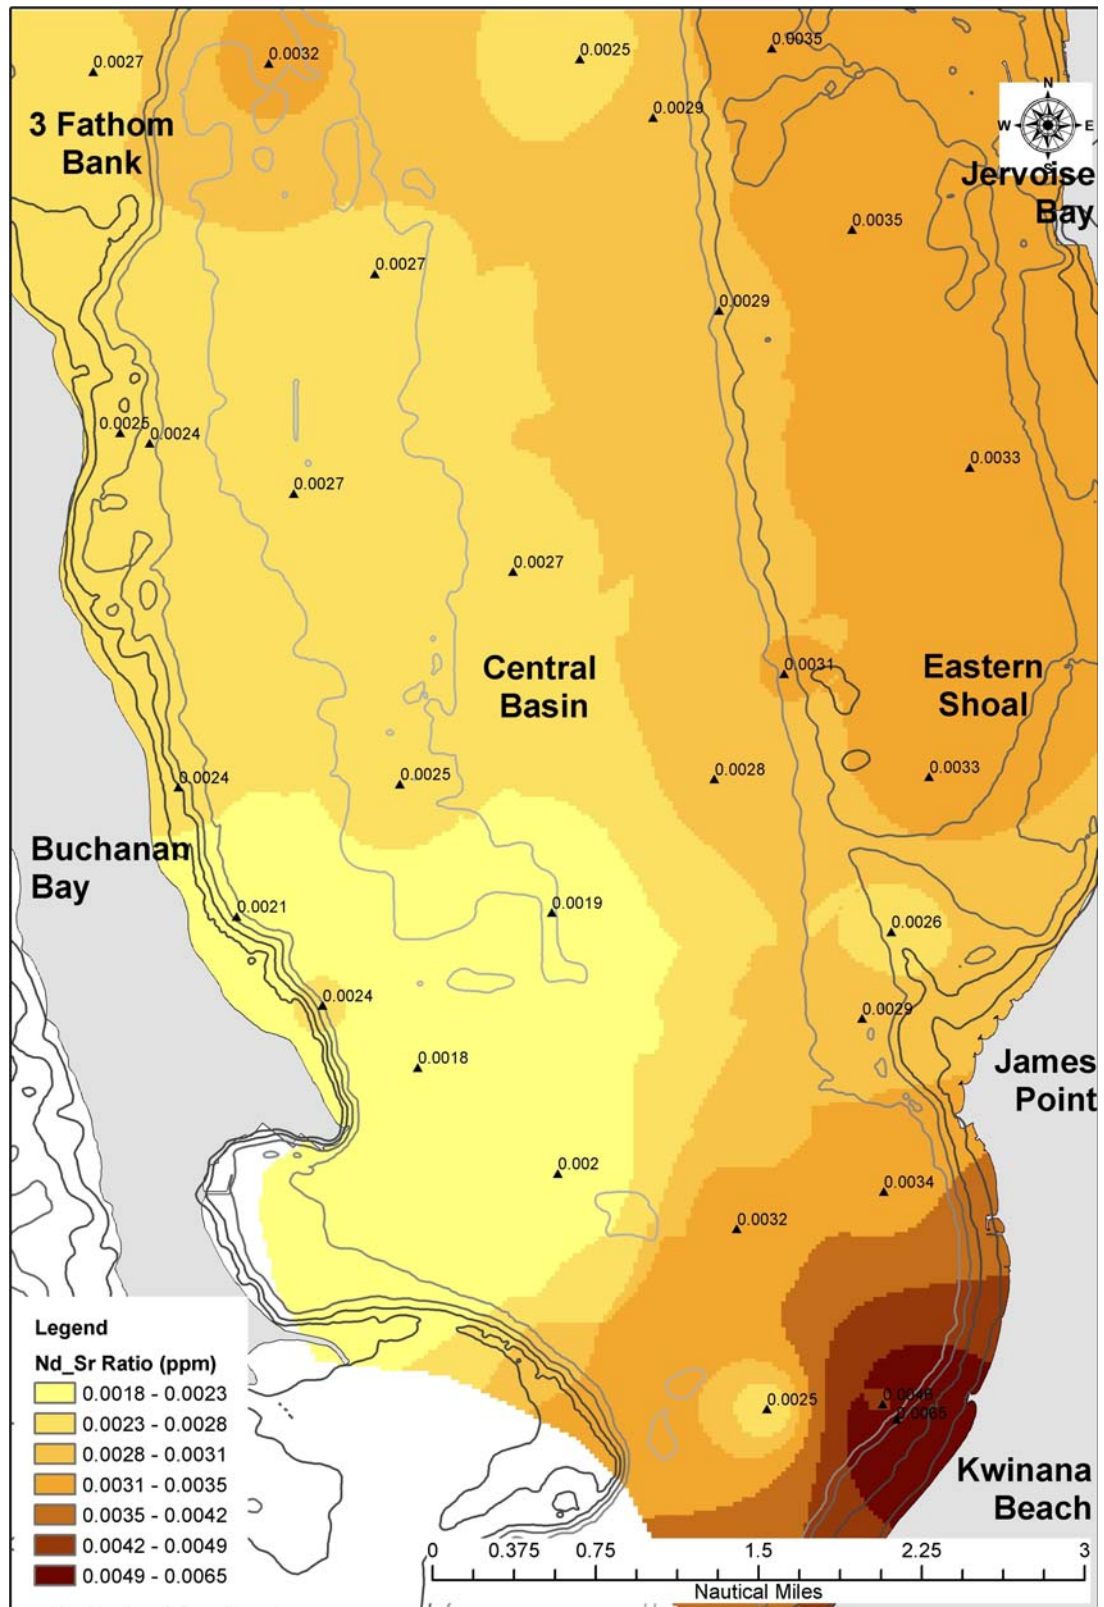 0.0027
0.0032
0.0025
0.0035
0.0029
N
W E
S
3 Fathom
Bank
Jervoise
Bay
0.0035
0.0027
0.0029
0.0025
0.0024
0.0033
0.0027
0.0027
Central
Basin
0.0031
Eastern
Shoal
0.0024
0.0025
0.0028
0.0033
Buchanan
Bay
0.0021
0.0019
0.0026
0.0024
0.0029
0.0018
James
Point
0.002
0.0034
0.0032
0.0025
0.0046
0.0065
Kwinana
Beach
Legend
Nd_Sr Ratio (ppm)
0.0018 - 0.0023
0.0023 - 0.0028
0.0028 - 0.0031
0.0031 - 0.0035
0.0035 - 0.0042
0.0042 - 0.0049
0.0049 - 0.0065
0 0.375 0.75 1.5 2.25 3
Nautical Miles